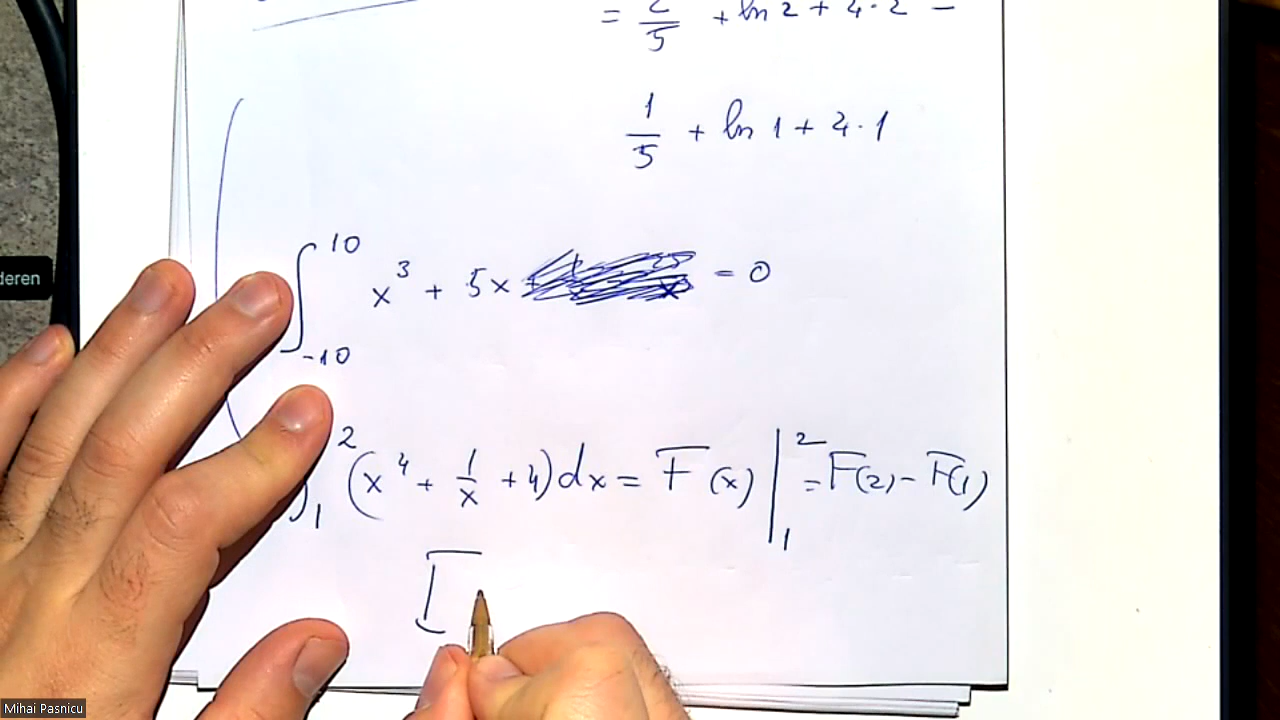 = 2/5 + ln 2 + 4 · 2 −
1/5 + ln 1 + 4 · 1
∫_{-10}^{10} x³ + 5x = 0
deren
∫_1^2 (x⁴ + 1/x + 4) dx = F(x) |_1^2 = F(2) − F(1)
[
Mihai Pasnicu